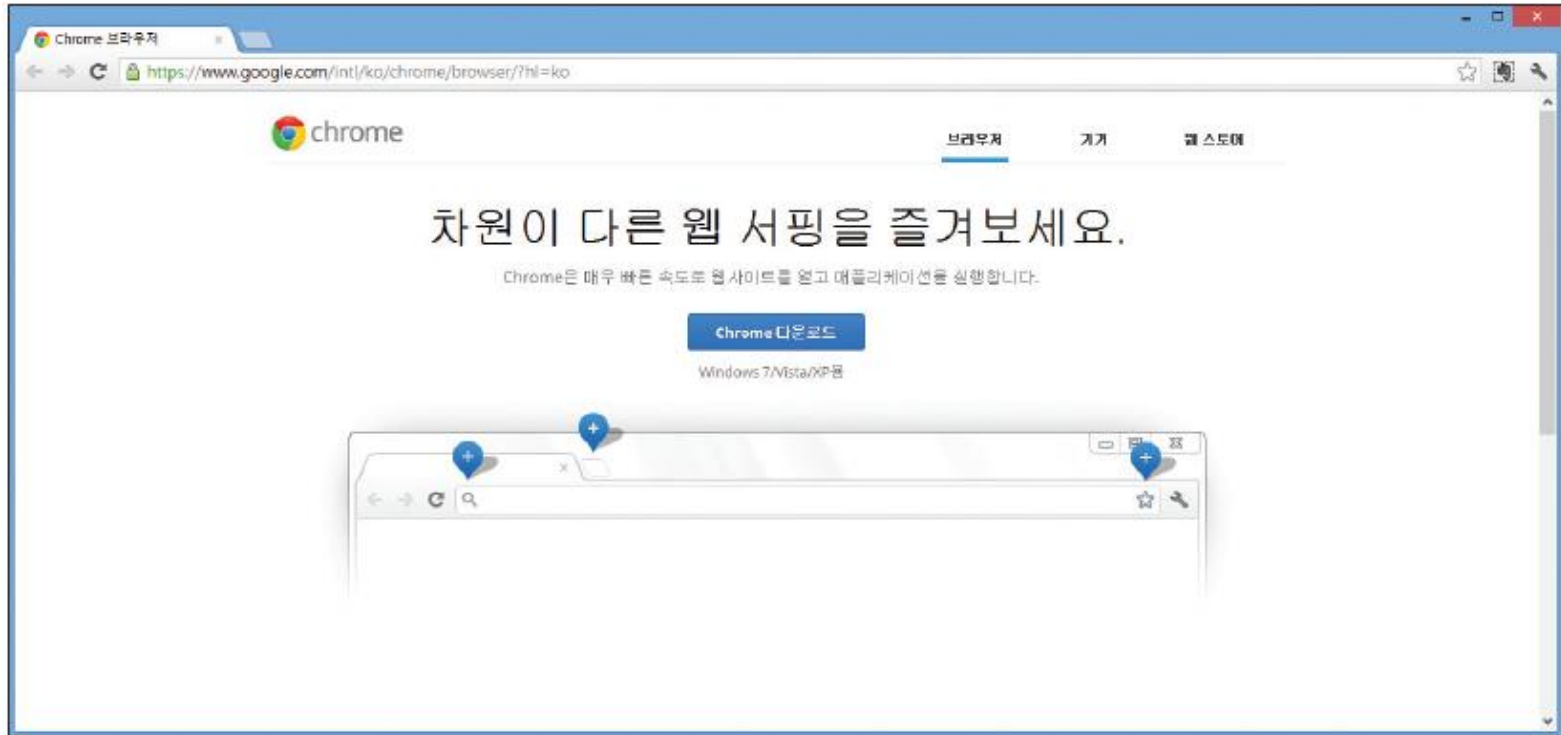 Chrome 브라우저
https://www.google.com/intl/ko/chrome/browser/?hl=ko
chrome
브라우저 기기 웹 스토어
차원이 다른 웹 서핑을 즐겨보세요.
Chrome은 매우 빠른 속도로 웹 사이트를 열고 애플리케이션을 실행합니다.
Chrome 다운로드
Windows 7/Vista/XP용